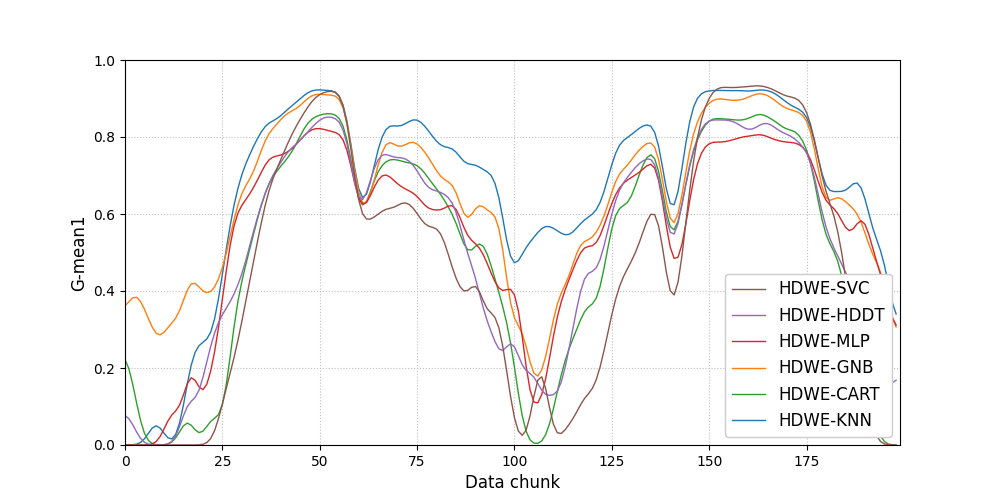 1.0
0.8
0.6
0.4
0.2
0.0
G-mean1
0 25 50 75 100 125 150 175
Data chunk
HDWE-SVC
HDWE-HDDT
HDWE-MLP
HDWE-GNB
HDWE-CART
HDWE-KNN